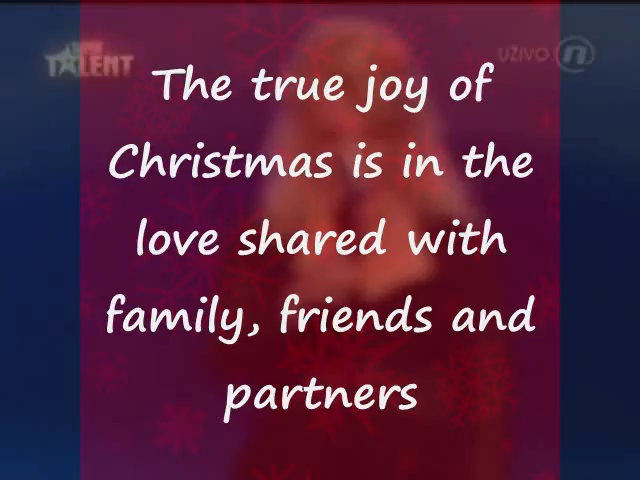 TALENT
UŽIVO
The true joy of
Christmas is in the
love shared with
family, friends and
partners